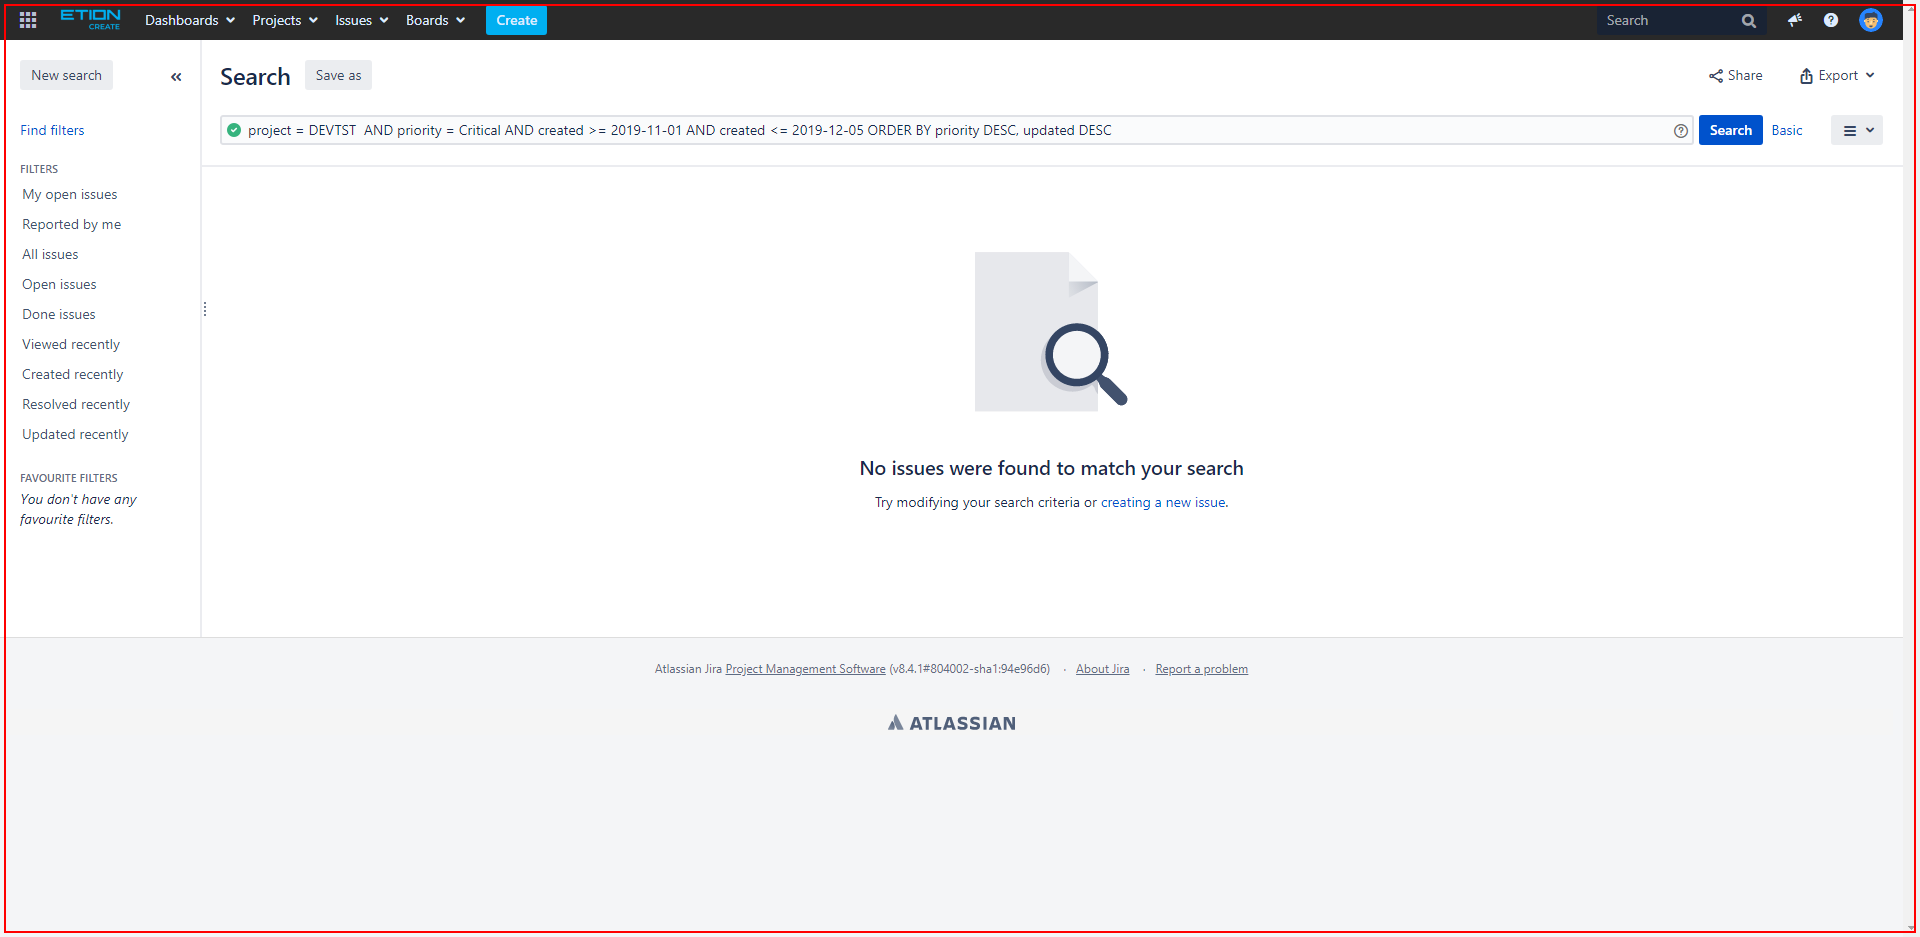 ETION
CREATE
Dashboards
Projects
Issues
Boards
Create
Search
New search
Search
Save as
Share
Export
Find filters
project = DEVTST  AND priority = Critical AND created >= 2019-11-01 AND created <= 2019-12-05 ORDER BY priority DESC, updated DESC
Search
Basic
FILTERS
My open issues
Reported by me
All issues
Open issues
Done issues
Viewed recently
Created recently
Resolved recently
Updated recently
FAVOURITE FILTERS
You don't have any
favourite filters.
No issues were found to match your search
Try modifying your search criteria or creating a new issue.
Atlassian Jira Project Management Software (v8.4.1#804002-sha1:94e96d6) · About Jira · Report a problem
ATLASSIAN